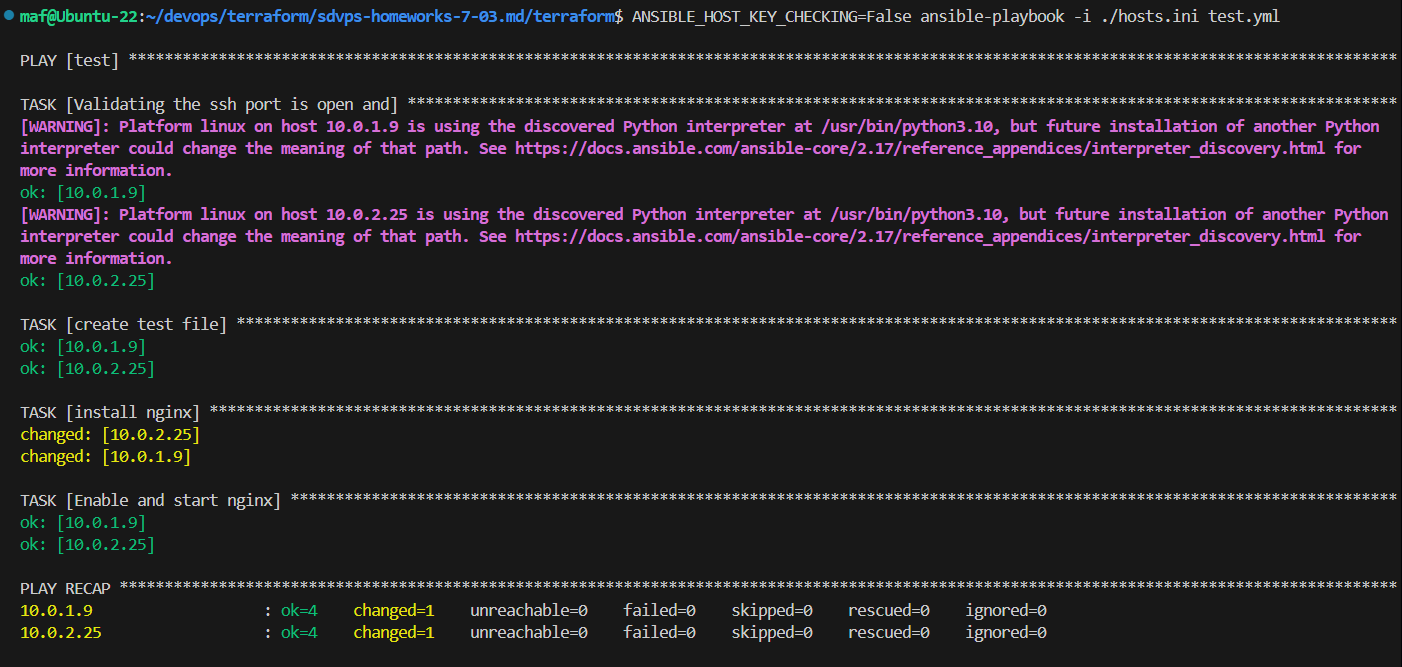 maf@Ubuntu-22:~/devops/terraform/sdvps-homeworks-7-03.md/terraform$ ANSIBLE_HOST_KEY_CHECKING=False ansible-playbook -i ./hosts.ini test.yml
PLAY [test] *********************************************************************************************************************************************
TASK [Validating the ssh port is open and] **************************************************************************************************************
[WARNING]: Platform linux on host 10.0.1.9 is using the discovered Python interpreter at /usr/bin/python3.10, but future installation of another Python
interpreter could change the meaning of that path. See https://docs.ansible.com/ansible-core/2.17/reference_appendices/interpreter_discovery.html for
more information.
ok: [10.0.1.9]
[WARNING]: Platform linux on host 10.0.2.25 is using the discovered Python interpreter at /usr/bin/python3.10, but future installation of another Python
interpreter could change the meaning of that path. See https://docs.ansible.com/ansible-core/2.17/reference_appendices/interpreter_discovery.html for
more information.
ok: [10.0.2.25]
TASK [create test file] *********************************************************************************************************************************
ok: [10.0.1.9]
ok: [10.0.2.25]
TASK [install nginx] ************************************************************************************************************************************
changed: [10.0.2.25]
changed: [10.0.1.9]
TASK [Enable and start nginx] ***************************************************************************************************************************
ok: [10.0.1.9]
ok: [10.0.2.25]
PLAY RECAP **********************************************************************************************************************************************
10.0.1.9 : ok=4 changed=1 unreachable=0 failed=0 skipped=0 rescued=0 ignored=0
10.0.2.25 : ok=4 changed=1 unreachable=0 failed=0 skipped=0 rescued=0 ignored=0